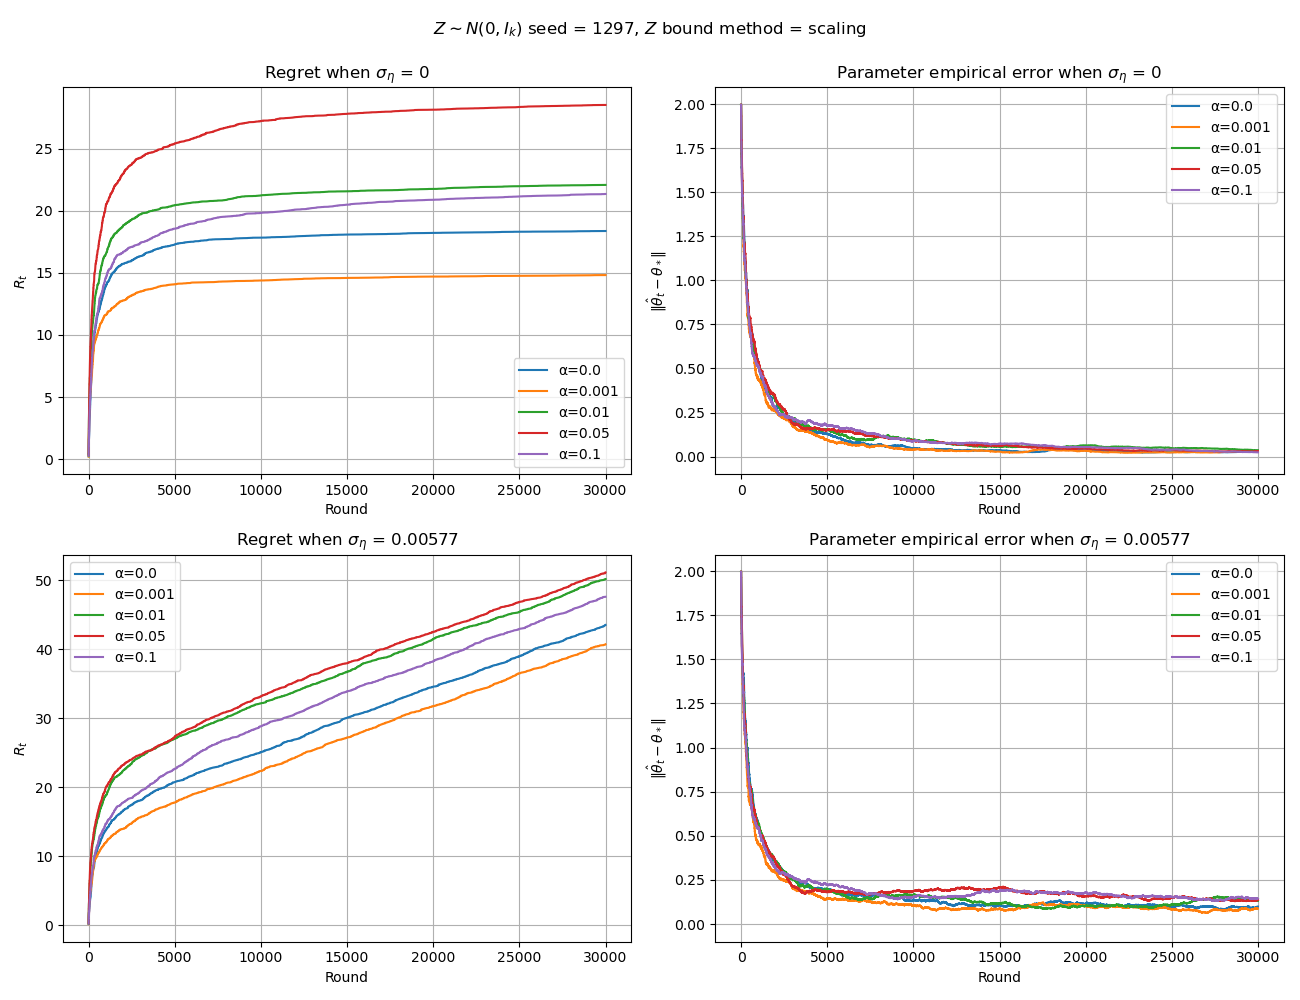 Z ∼ N(0, I_k) seed = 1297, Z bound method = scaling
Regret when σ_η = 0
25
20
15
10
5
0
R_t
0 5000 10000 15000 20000 25000 30000
Round
α=0.0
α=0.001
α=0.01
α=0.05
α=0.1
Parameter empirical error when σ_η = 0
2.00
1.75
1.50
1.25
1.00
0.75
0.50
0.25
0.00
‖θ̂_t − θ_*‖
0 5000 10000 15000 20000 25000 30000
Round
α=0.0
α=0.001
α=0.01
α=0.05
α=0.1
Regret when σ_η = 0.00577
50
40
30
20
10
0
R_t
0 5000 10000 15000 20000 25000 30000
Round
α=0.0
α=0.001
α=0.01
α=0.05
α=0.1
Parameter empirical error when σ_η = 0.00577
2.00
1.75
1.50
1.25
1.00
0.75
0.50
0.25
0.00
‖θ̂_t − θ_*‖
0 5000 10000 15000 20000 25000 30000
Round
α=0.0
α=0.001
α=0.01
α=0.05
α=0.1